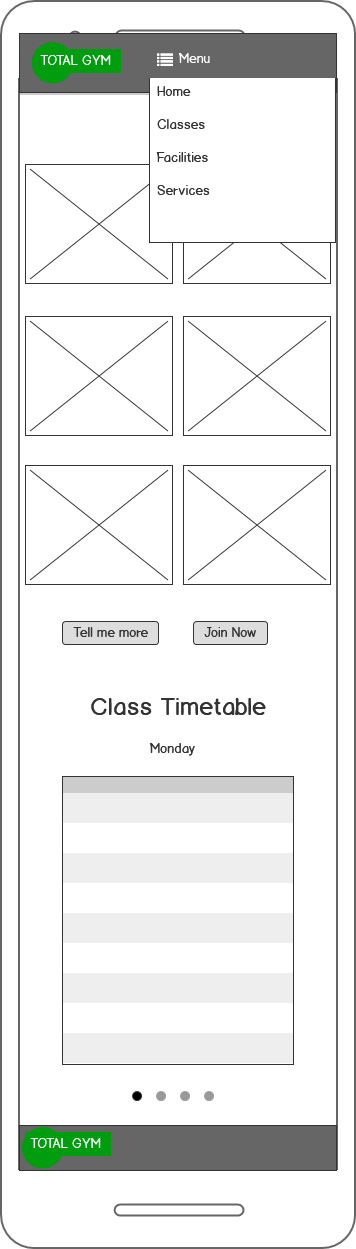 TOTAL GYM
Menu
Home
Classes
Facilities
Services
Tell me more
Join Now
Class Timetable
Monday
TOTAL GYM